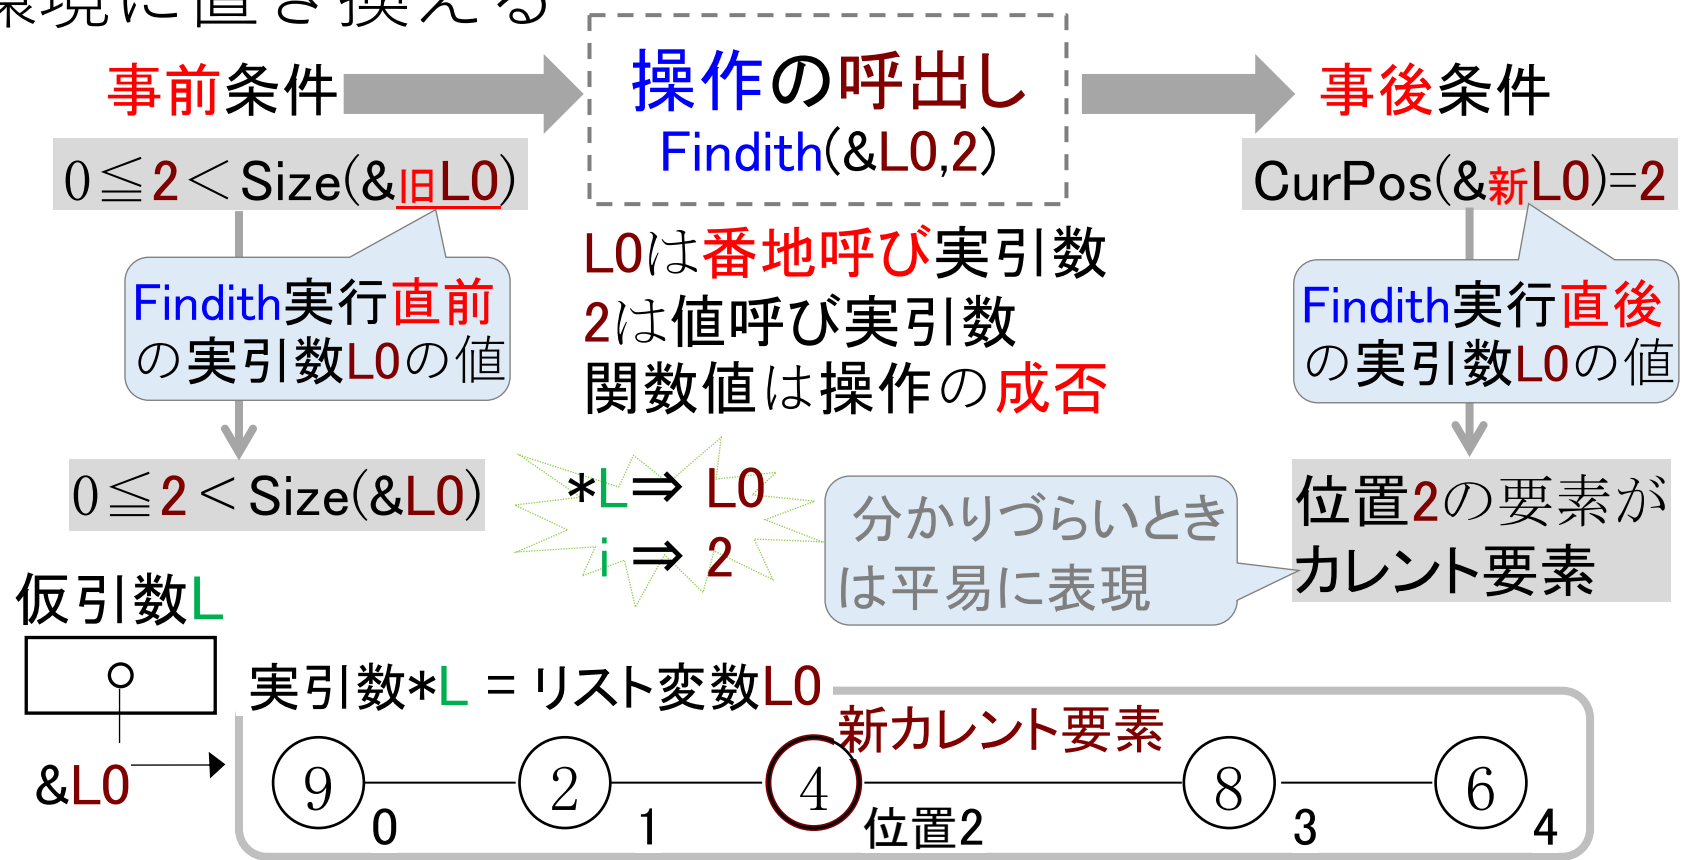 環境に置き換える
事前条件
操作の呼出し
Findith(&L0,2)
事後条件
0≦2<Size(&旧L0)
CurPos(&新L0)=2
L0は番地呼び実引数
2は値呼び実引数
関数値は操作の成否
Findith実行直前
の実引数L0の値
Findith実行直後
の実引数L0の値
0≦2<Size(&L0)
*L⇒ L0
i ⇒ 2
分かりづらいとき
は平易に表現
位置2の要素が
カレント要素
仮引数L
&L0
実引数*L = リスト変数L0
新カレント要素
9 2 4 8 6
0 1 位置2 3 4